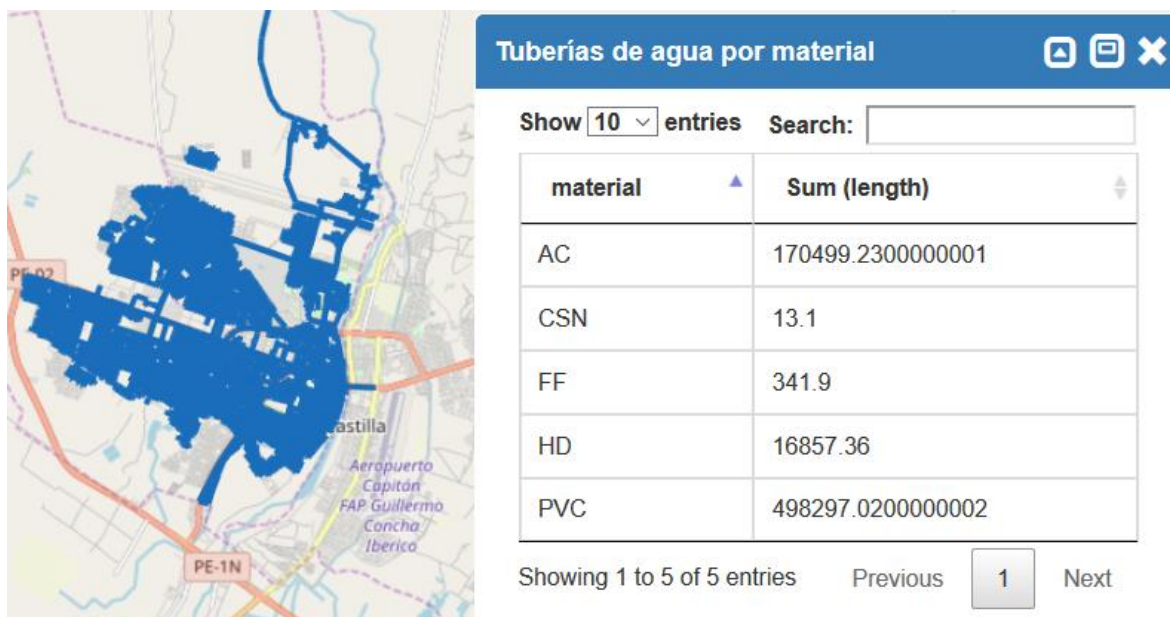 PE-02
astilla
Aeropuerto
Capitán
FAP Guillermo
Concha
Iberico
PE-1N
Tuberías de agua por material
Show 10 entries Search:
material Sum (length)
AC 170499.2300000001
CSN 13.1
FF 341.9
HD 16857.36
PVC 498297.0200000002
Showing 1 to 5 of 5 entries Previous 1 Next